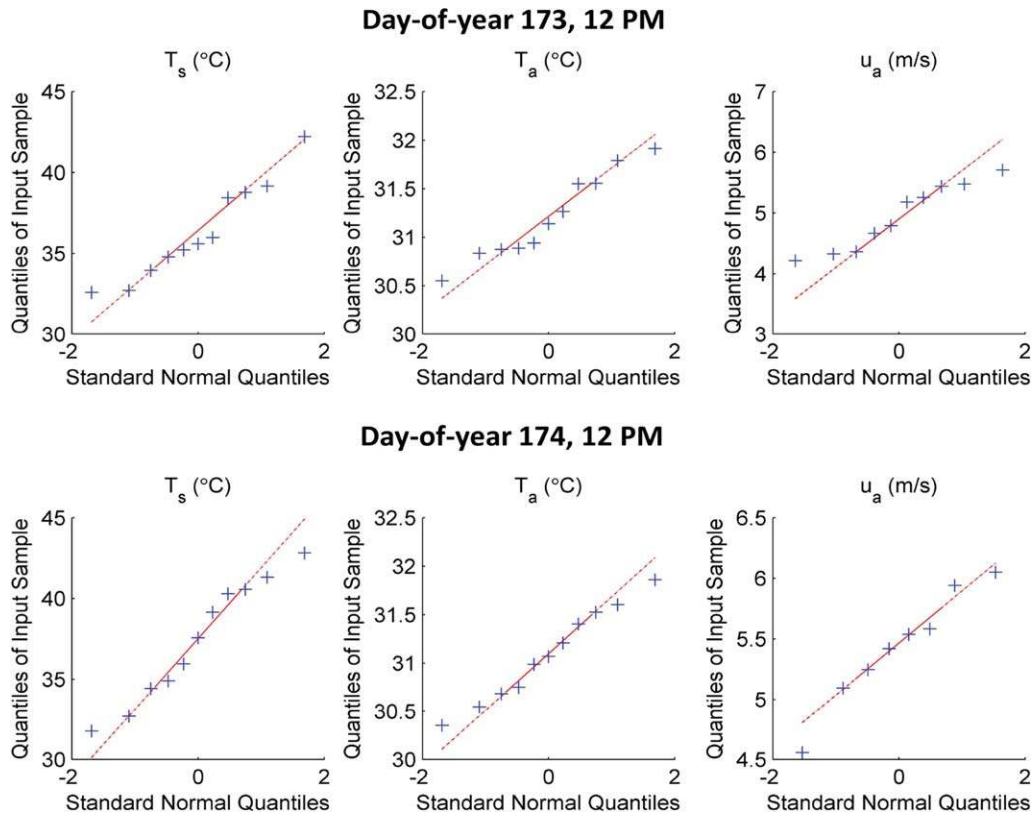 Day-of-year 173, 12 PM
T_s (°C)
T_a (°C)
u_a (m/s)
Quantiles of Input Sample
45
40
35
30
-2
0
2
Standard Normal Quantiles
Quantiles of Input Sample
32.5
32
31.5
31
30.5
30
-2
0
2
Standard Normal Quantiles
Quantiles of Input Sample
7
6
5
4
3
-2
0
2
Standard Normal Quantiles
Day-of-year 174, 12 PM
T_s (°C)
T_a (°C)
u_a (m/s)
Quantiles of Input Sample
45
40
35
30
-2
0
2
Standard Normal Quantiles
Quantiles of Input Sample
32.5
32
31.5
31
30.5
30
-2
0
2
Standard Normal Quantiles
Quantiles of Input Sample
6.5
6
5.5
5
4.5
-2
0
2
Standard Normal Quantiles